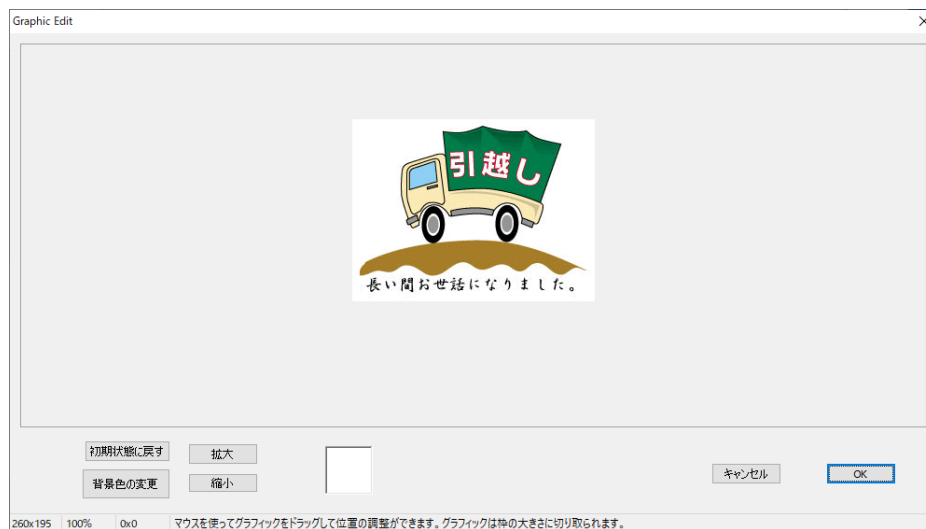 Graphic Edit
引越し
長い間お世話になりました。
初期状態に戻す
拡大
背景色の変更
縮小
キャンセル
OK
260x195 100% 0x0 マウスを使ってグラフィックをドラッグして位置の調整ができます。グラフィックは枠の大きさに切り取られます。